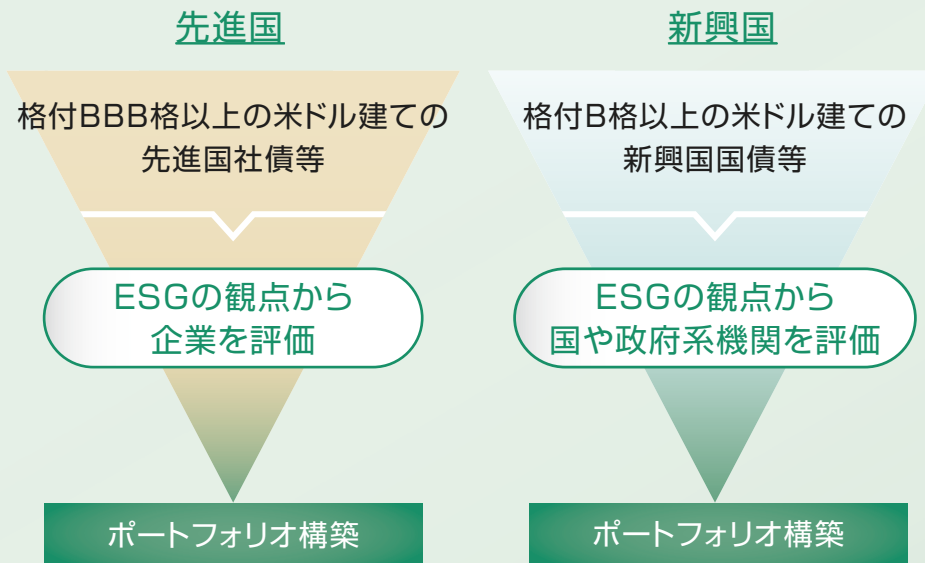 先進国
格付BBB格以上の米ドル建ての
先進国社債等
ESGの観点から
企業を評価
ポートフォリオ構築
新興国
格付B格以上の米ドル建ての
新興国国債等
ESGの観点から
国や政府系機関を評価
ポートフォリオ構築